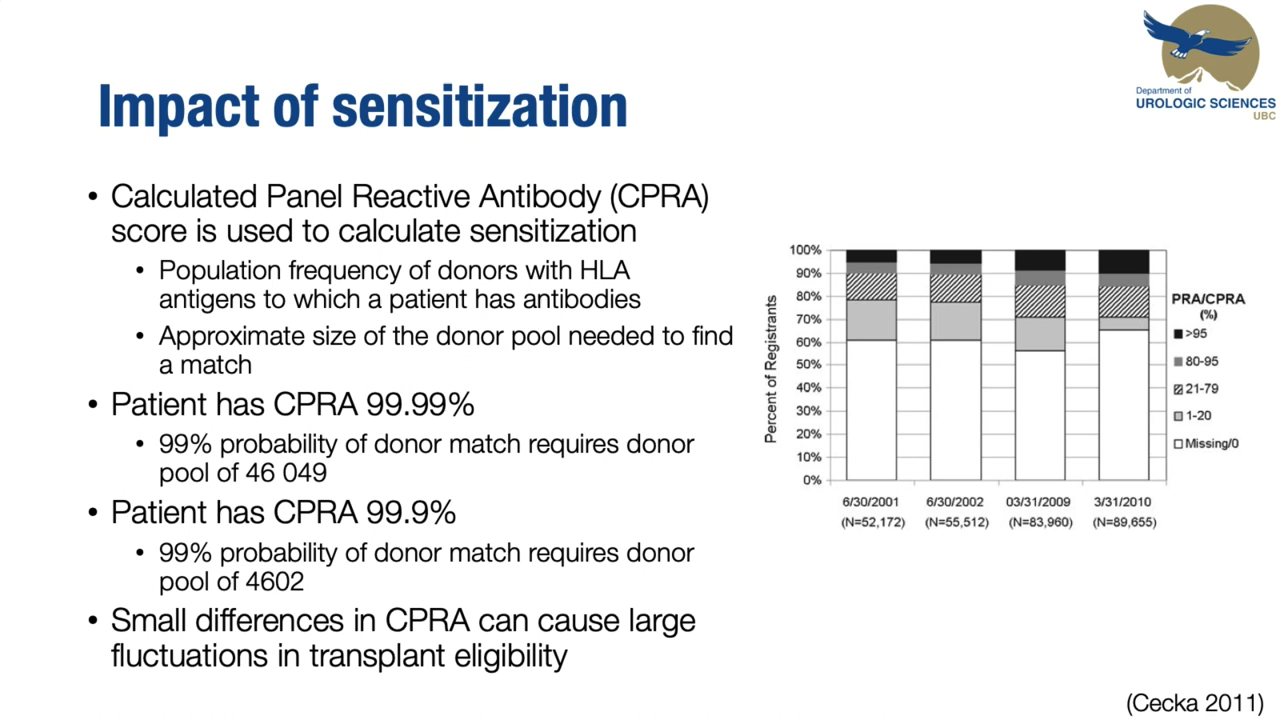 Department of
UROLOGIC SCIENCES
UBC
Impact of sensitization
• Calculated Panel Reactive Antibody (CPRA)
score is used to calculate sensitization
• Population frequency of donors with HLA
antigens to which a patient has antibodies
• Approximate size of the donor pool needed to find
a match
• Patient has CPRA 99.99%
• 99% probability of donor match requires donor
pool of 46 049
• Patient has CPRA 99.9%
• 99% probability of donor match requires donor
pool of 4602
• Small differences in CPRA can cause large
fluctuations in transplant eligibility
Percent of Registrants
100%
90%
80%
70%
60%
50%
40%
30%
20%
10%
0%
6/30/2001 6/30/2002 03/31/2009 3/31/2010
(N=52,172) (N=55,512) (N=83,960) (N=89,655)
PRA/CPRA
(%)
>95
80-95
21-79
1-20
Missing/0
(Cecka 2011)